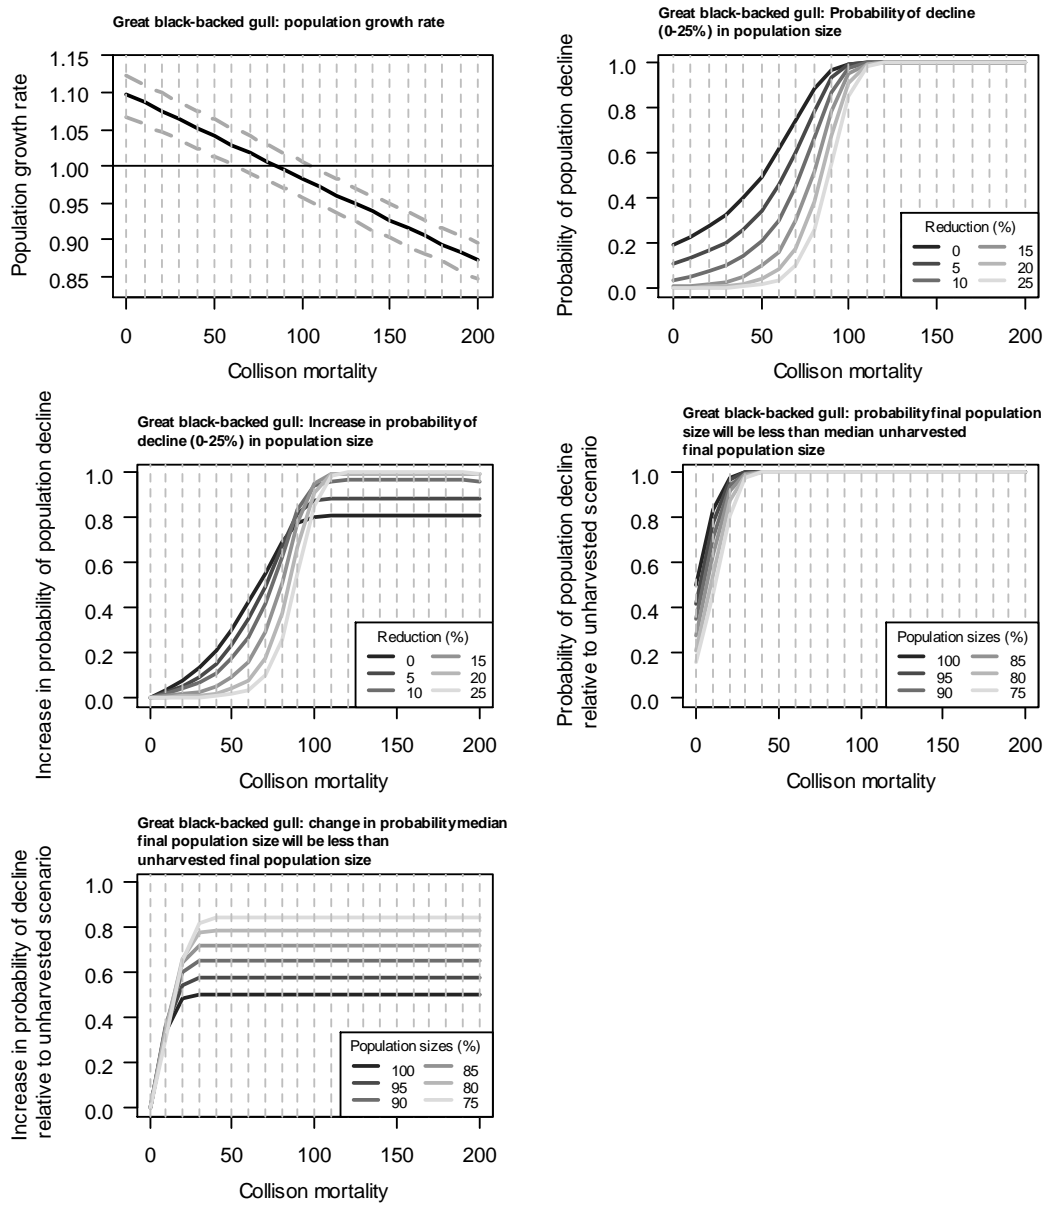 Great black-backed gull: population growth rate
Population growth rate
1.15
1.10
1.05
1.00
0.95
0.90
0.85
0 50 100 150 200
Collison mortality
Great black-backed gull: Probability of decline
(0-25%) in population size
Probability of population decline
1.0
0.8
0.6
0.4
0.2
0.0
Reduction (%)
0 15
5 20
10 25
0 50 100 150 200
Collison mortality
Great black-backed gull: Increase in probability of
decline (0-25%) in population size
Increase in probability of population decline
1.0
0.8
0.6
0.4
0.2
0.0
Reduction (%)
0 15
5 20
10 25
0 50 100 150 200
Collison mortality
Great black-backed gull: probability final population
size will be less than median unharvested
final population size
Probability of population decline
relative to unharvested scenario
1.0
0.8
0.6
0.4
0.2
0.0
Population sizes (%)
100 85
95 80
90 75
0 50 100 150 200
Collison mortality
Great black-backed gull: change in probability median
final population size will be less than
unharvested final population size
Increase in probability of decline
relative to unharvested scenario
1.0
0.8
0.6
0.4
0.2
0.0
Population sizes (%)
100 85
95 80
90 75
0 50 100 150 200
Collison mortality